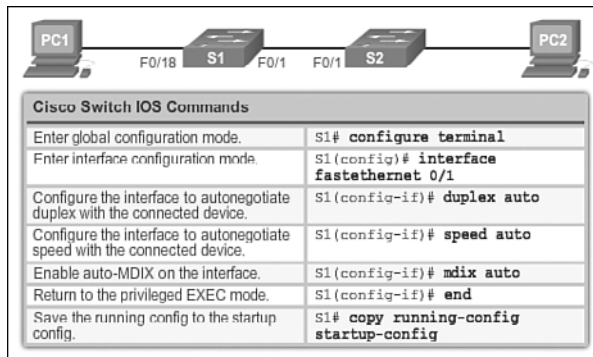 PC1
PC2
F0/18
S1
F0/1
F0/1
S2
Cisco Switch IOS Commands
Enter global configuration mode.
S1# configure terminal
Enter interface configuration mode.
S1(config)# interface
fastethernet 0/1
Configure the interface to autonegotiate
duplex with the connected device.
S1(config-if)# duplex auto
Configure the interface to autonegotiate
speed with the connected device.
S1(config-if)# speed auto
Enable auto-MDIX on the interface.
S1(config-if)# mdix auto
Return to the privileged EXEC mode.
S1(config-if)# end
Save the running config to the startup
config.
S1# copy running-config
startup-config